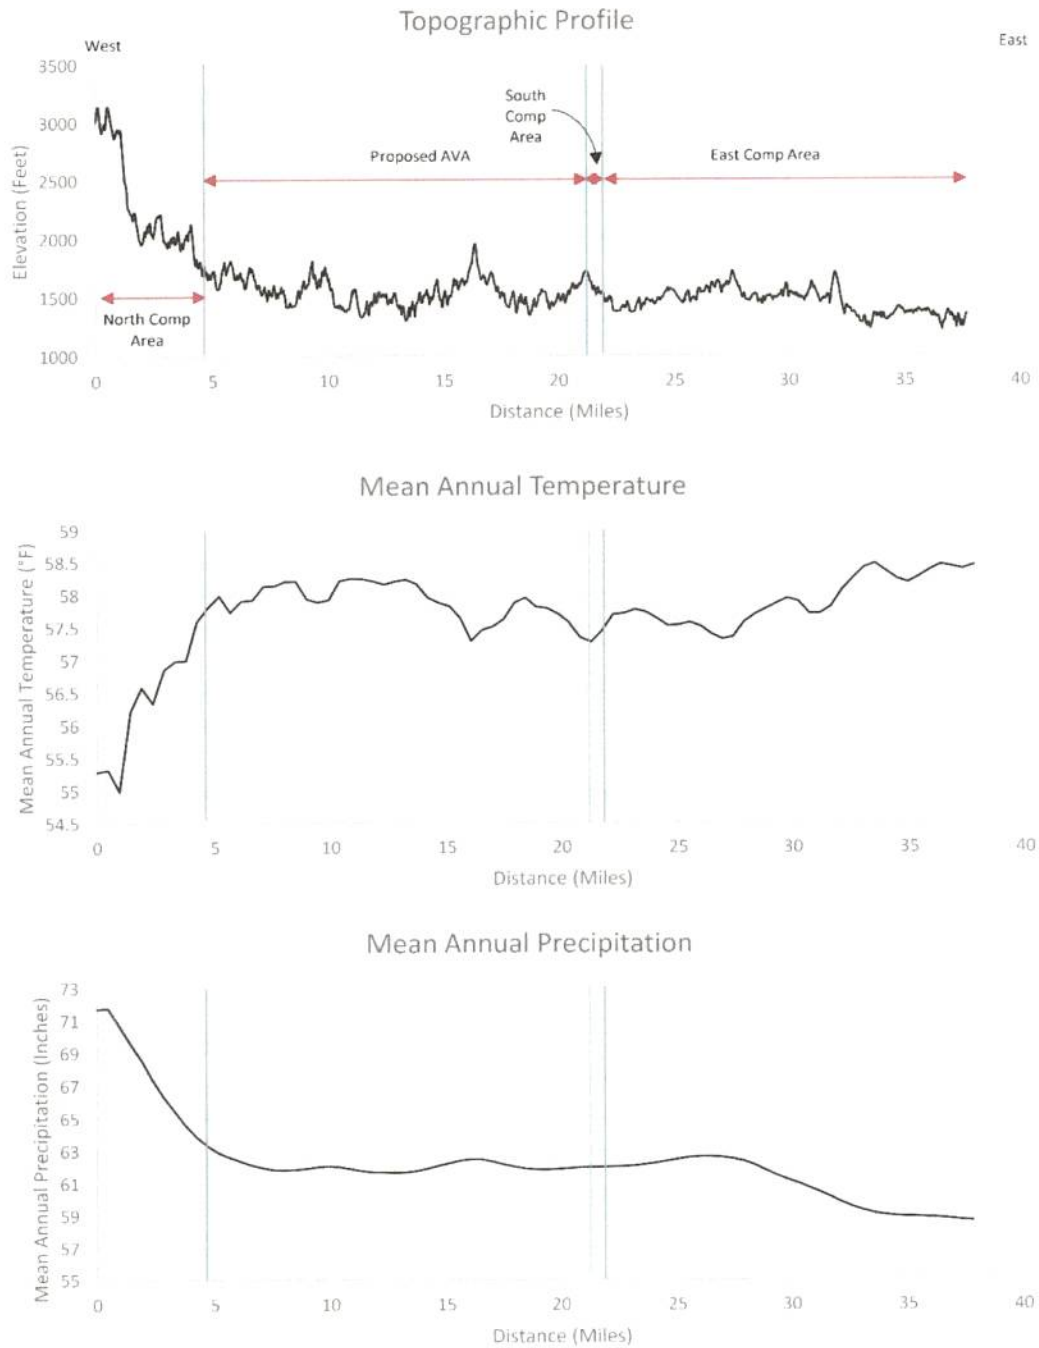 Topographic Profile
West
East
3500
3000
2500
2000
1500
1000
Elevation (Feet)
South
Comp
Area
Proposed AVA
East Comp Area
North Comp
Area
0 5 10 15 20 25 30 35 40
Distance (Miles)
Mean Annual Temperature
59
58.5
58
57.5
57
56.5
56
55.5
55
54.5
Mean Annual Temperature (°F)
0 5 10 15 20 25 30 35 40
Distance (Miles)
Mean Annual Precipitation
73
71
69
67
65
63
61
59
57
55
Mean Annual Precipitation (Inches)
0 5 10 15 20 25 30 35 40
Distance (Miles)